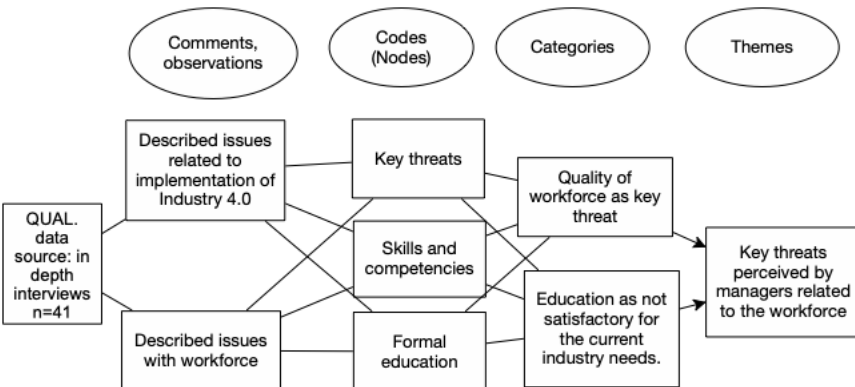 Comments,
observations
Codes
(Nodes)
Categories
Themes
Described issues
related to
implementation of
Industry 4.0
Key threats
Quality of
workforce as key
threat
QUAL.
data
source: in
depth
interviews
n=41
Skills and
competencies
Key threats
perceived by
managers related
to the workforce
Described issues
with workforce
Formal
education
Education as not
satisfactory for
the current
industry needs.